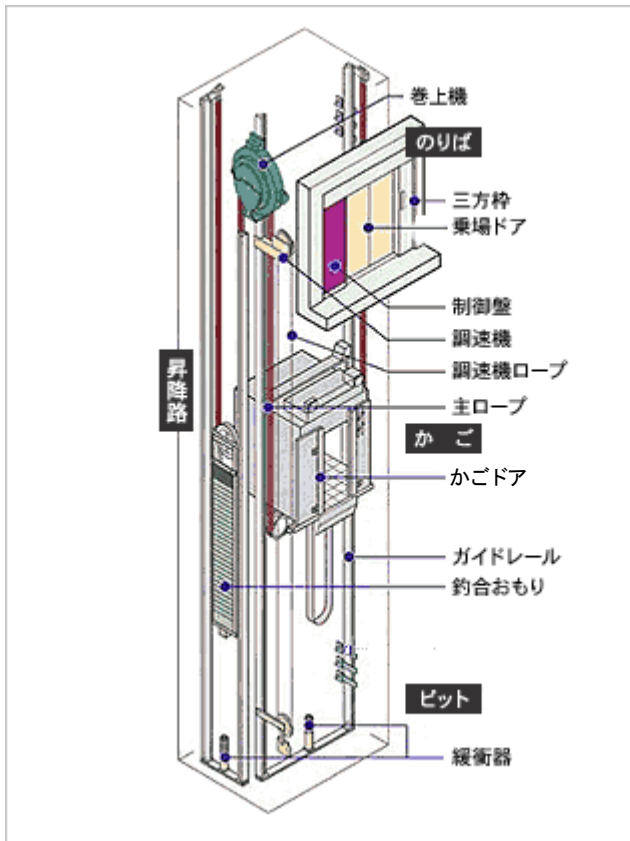 巻上機
のりば
三方枠
乗場ドア
制御盤
調速機
調速機ロープ
昇降路
主ロープ
かご
かごドア
ガイドレール
釣合おもり
ピット
緩衝器